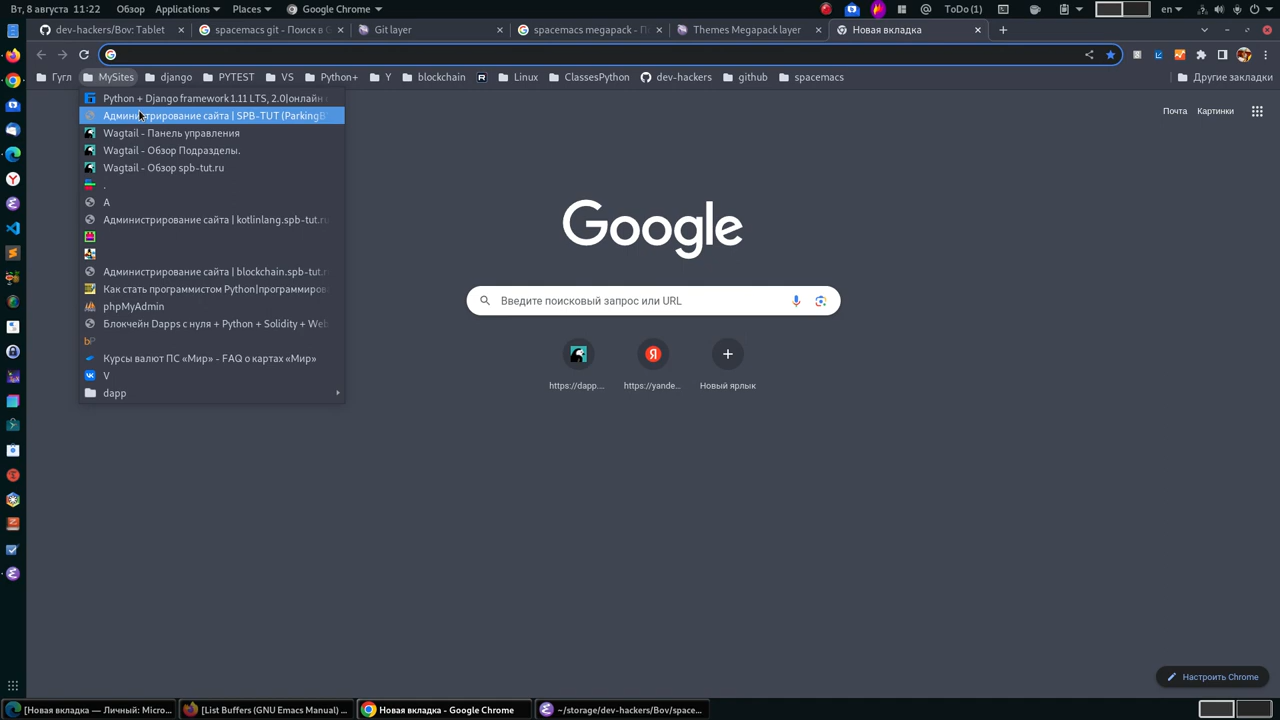 Вт, 8 августа 11:22
Обзор
Applications
Places
Google Chrome
ToDo (1)
en
dev-hackers/Bov: Tablet
spacemacs git - Поиск в G
Git layer
spacemacs megapack - П
Themes Megapack layer
Новая вкладка
Гугл
MySites
django
PYTEST
VS
Python+
Y
blockchain
Linux
ClassesPython
dev-hackers
github
spacemacs
Другие закладки
Python + Django framework 1.11 LTS, 2.0|онлайн
Администрирование сайта | SPB-TUT (ParkingB
Wagtail - Панель управления
Wagtail - Обзор Подразделы.
Wagtail - Обзор spb-tut.ru
.
A
Администрирование сайта | kotlinlang.spb-tut.ru
Администрирование сайта | blockchain.spb-tut.r
Как стать программистом Python|программиров
phpMyAdmin
Блокчейн Dapps с нуля + Python + Solidity + Web
bP
Курсы валют ПС «Мир» - FAQ о картах «Мир»
V
dapp
Почта
Картинки
Google
Введите поисковый запрос или URL
https://dapp....
https://yande...
Новый ярлык
Настроить Chrome
[Новая вкладка — Личный: Micro...
[List Buffers (GNU Emacs Manual) ...
Новая вкладка - Google Chrome
~/storage/dev-hackers/Bov/space...